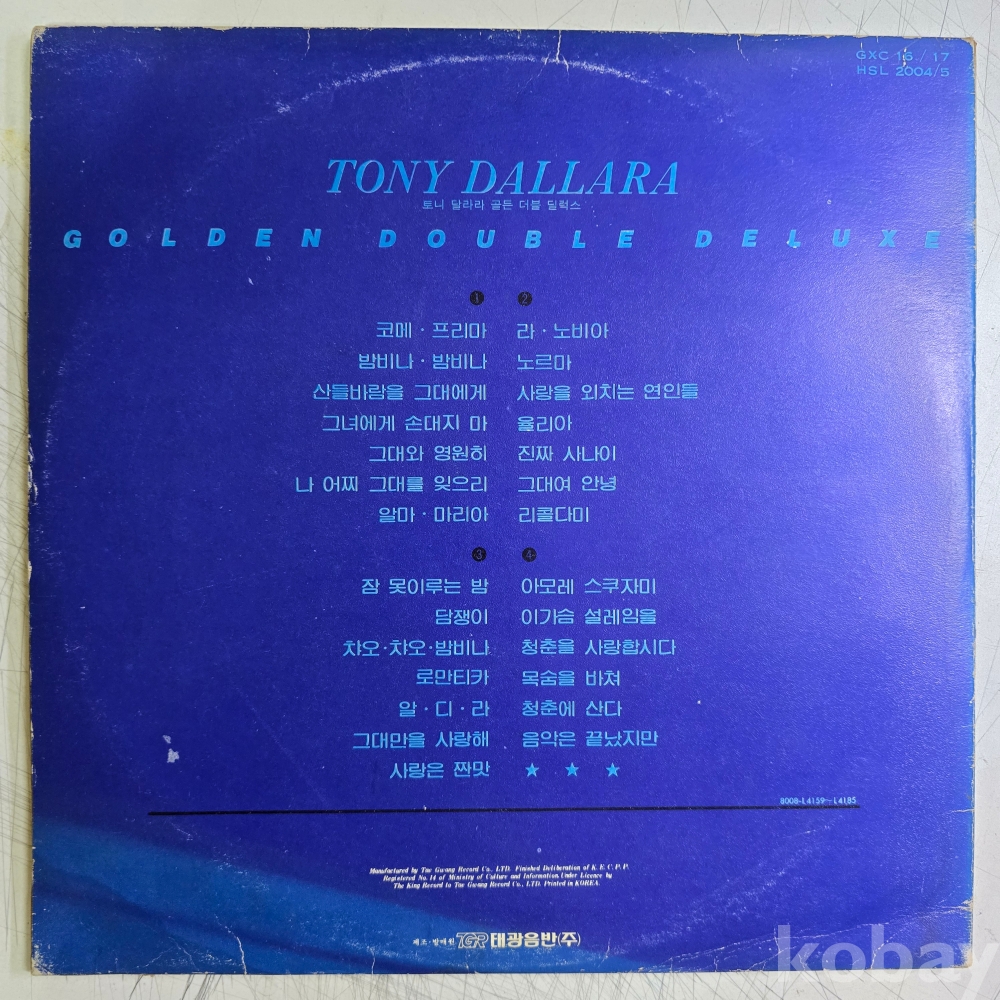 GXC 16 / 17
HSL 2004/5
TONY DALLARA
토니 달라라 골든 더블 딜럭스
GOLDEN DOUBLE DELUXE
1
코메·프리마
밤비나·밤비나
산들바람을 그대에게
그녀에게 손대지 마
그대와 영원히
나 어찌 그대를 잊으리
알마·마리아
2
라·노비아
노르마
사랑을 외치는 연인들
율리아
진짜 사나이
그대여 안녕
리콜다미
3
잠 못이루는 밤
담쟁이
챠오·챠오·밤비나
로만티카
알·디·라
그대만을 사랑해
사랑은 짠맛
4
아모레 스쿠자미
이가슴 설레임을
청춘을 사랑합시다
목숨을 바쳐
청춘에 산다
음악은 끝났지만
★ ★ ★
8008-L4159~L4185
Manufactured by Tae Gwang Record Co., LTD. Finished Deliberation of K. E. C. P. P.
Registered No. 14 of Ministry of Culture and Information. Under Licence by
The King Record to Tae Gwang Record Co., LTD. Printed in KOREA.
제조·발매원 TGR 태광음반(주)
kobay